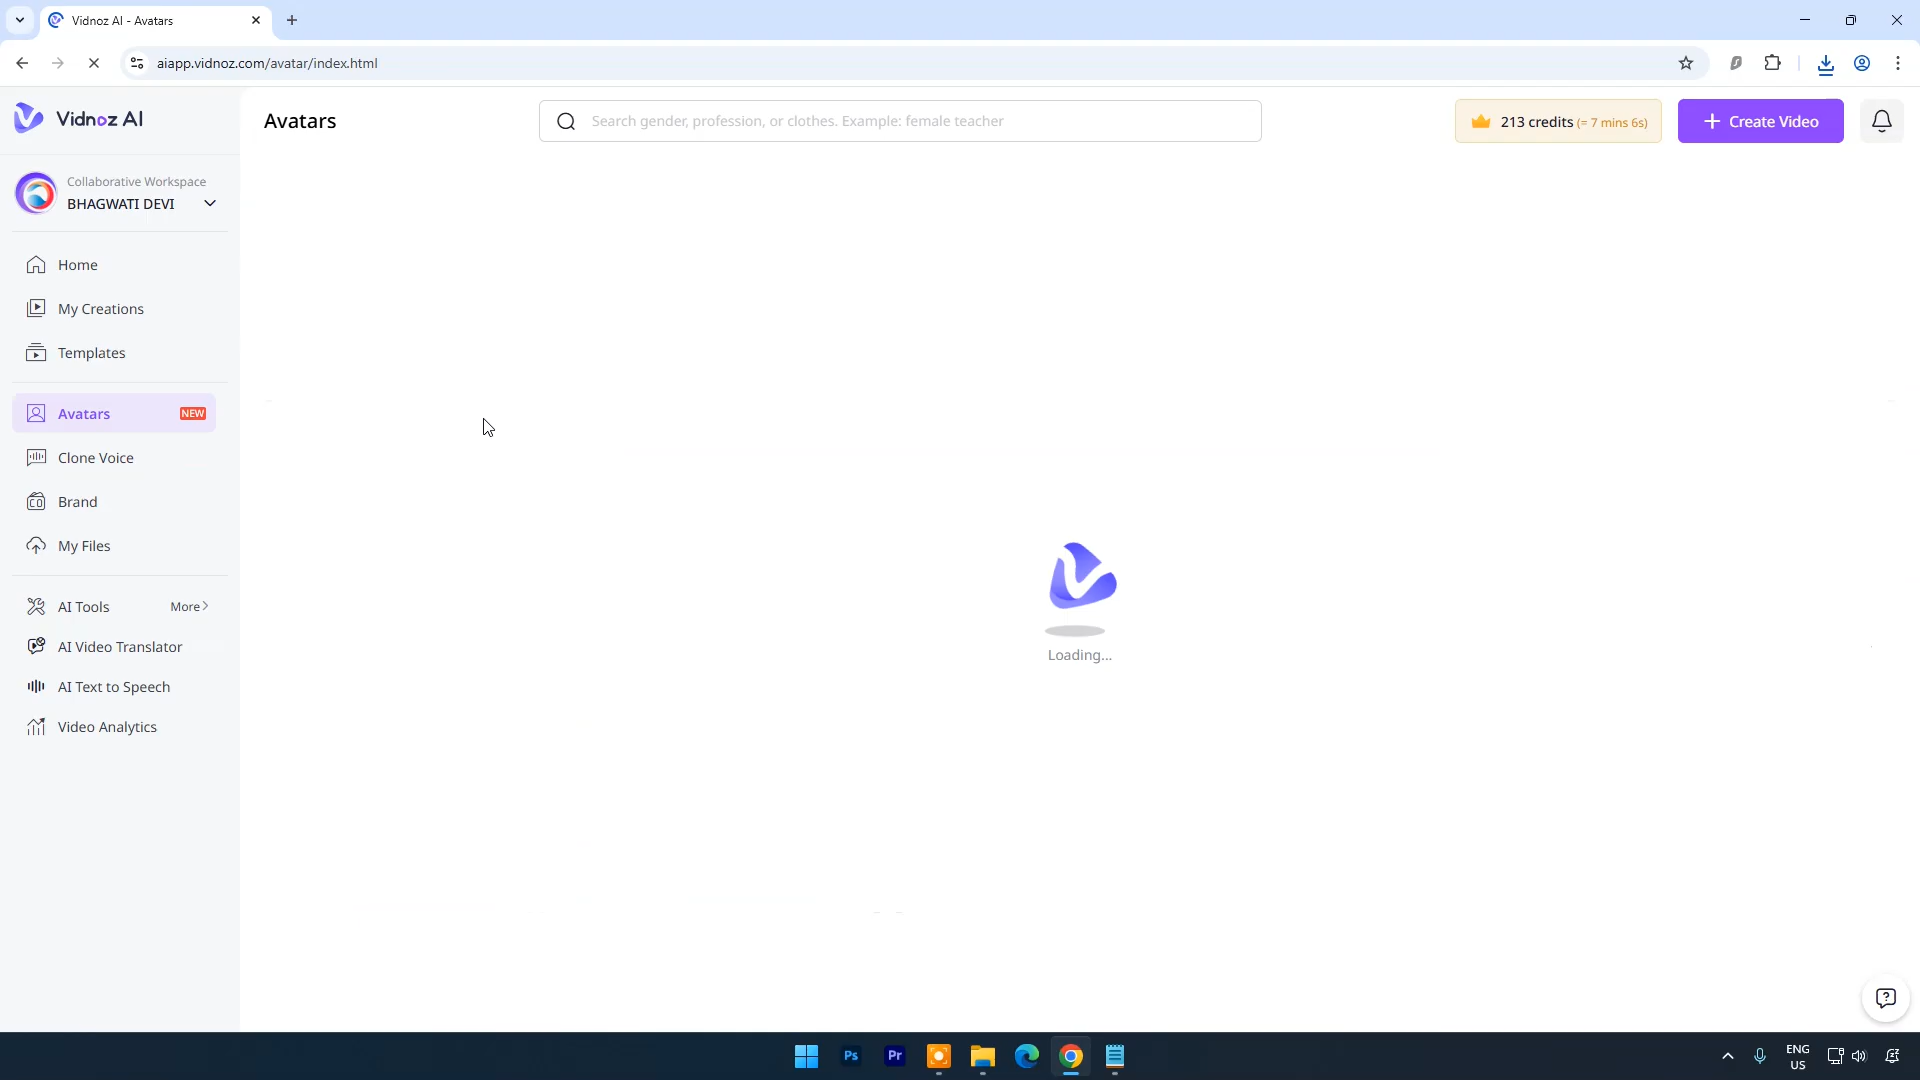 Vidnoz AI - Avatars
aiapp.vidnoz.com/avatar/index.html
Vidnoz AI
Avatars
Search gender, profession, or clothes. Example: female teacher
213 credits (= 7 mins 6s)
Create Video
Collaborative Workspace
BHAGWATI DEVI
Home
My Creations
Templates
Avatars NEW
Clone Voice
Brand
My Files
AI Tools More
AI Video Translator
AI Text to Speech
Video Analytics
Loading...
Ps
Pr
ENG
US